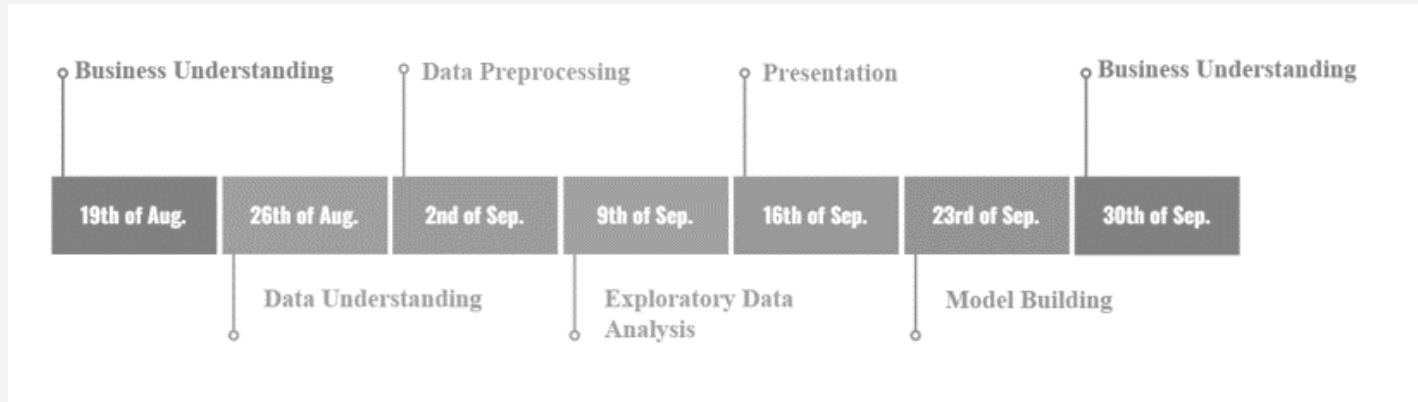 Business Understanding
Data Preprocessing
Presentation
Business Understanding
19th of Aug.
26th of Aug.
2nd of Sep.
9th of Sep.
16th of Sep.
23rd of Sep.
30th of Sep.
Data Understanding
Exploratory Data
Analysis
Model Building